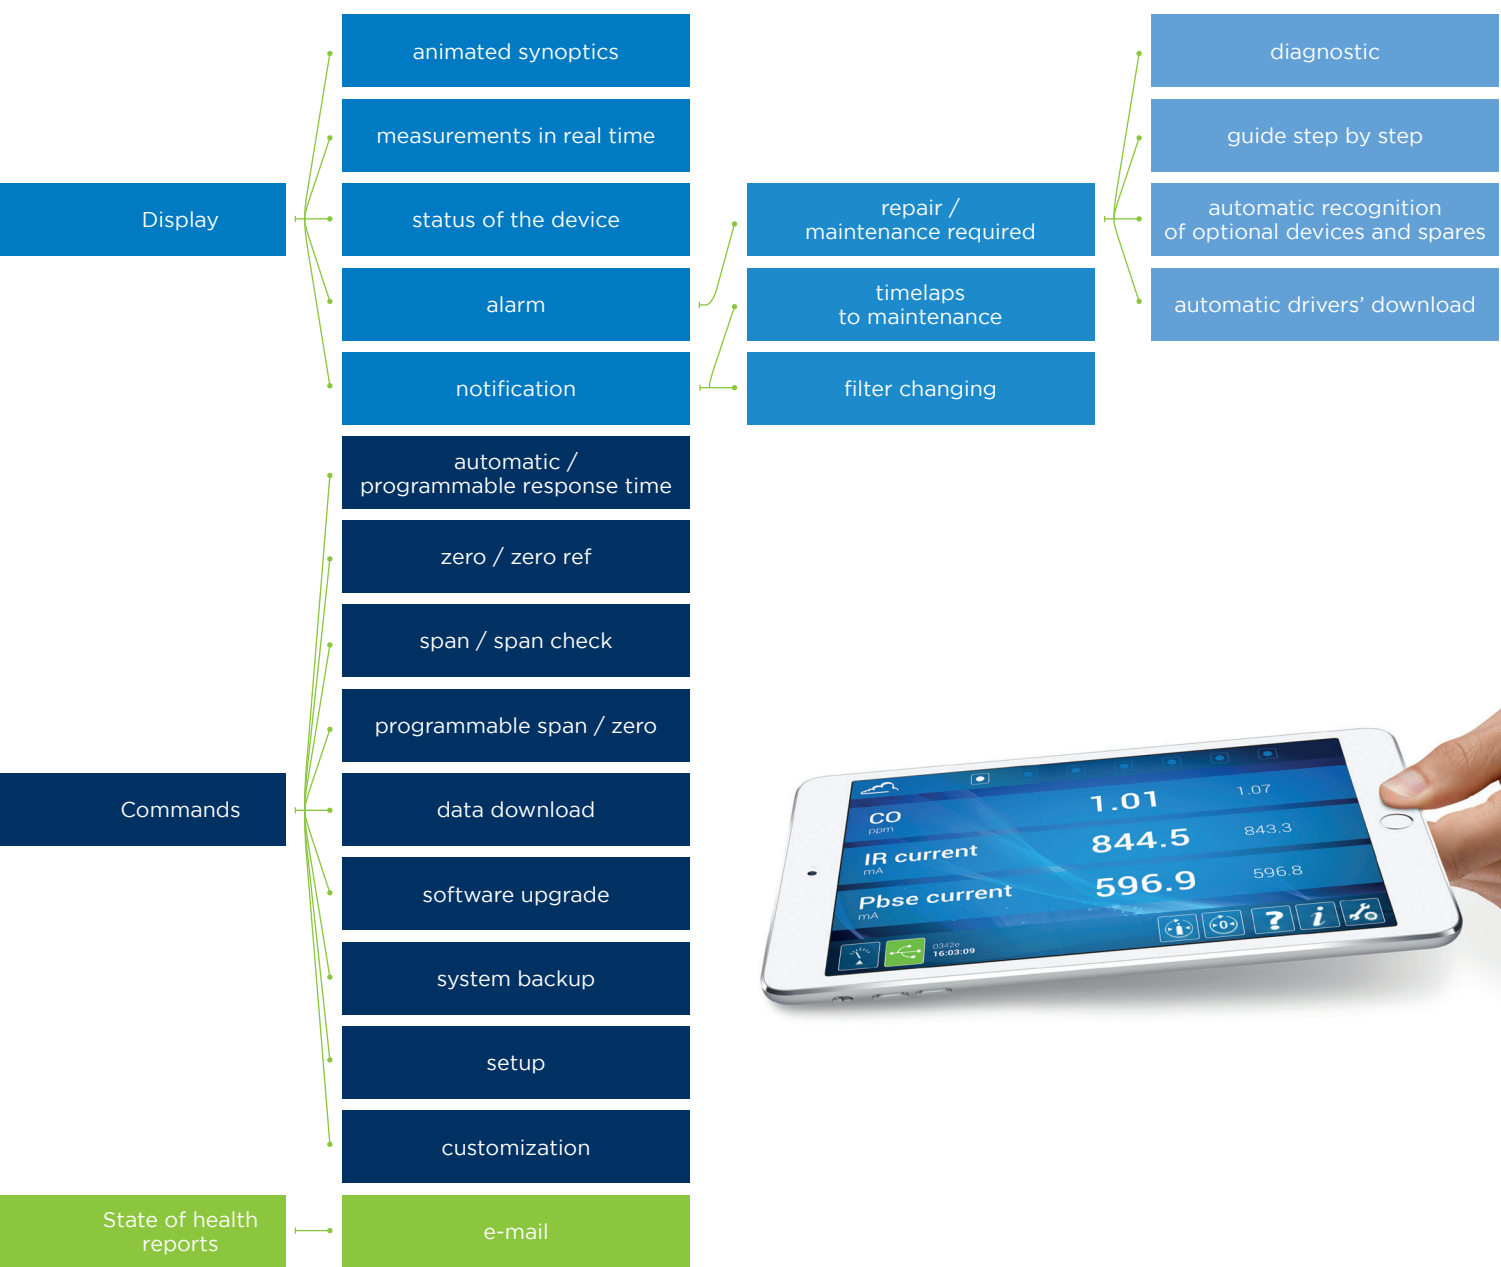 animated synoptics
measurements in real time
Display
status of the device
alarm
notification
repair /
maintenance required
timelaps
to maintenance
filter changing
diagnostic
guide step by step
automatic recognition
of optional devices and spares
automatic drivers’ download
automatic /
programmable response time
zero / zero ref
span / span check
programmable span / zero
Commands
data download
software upgrade
system backup
setup
customization
State of health
reports
e-mail
CO 1.01 1.07
ppm
IR current 844.5 843.3
mA
Pbse current 596.9 596.8
mA
0342e
16:03:09
0
?
i